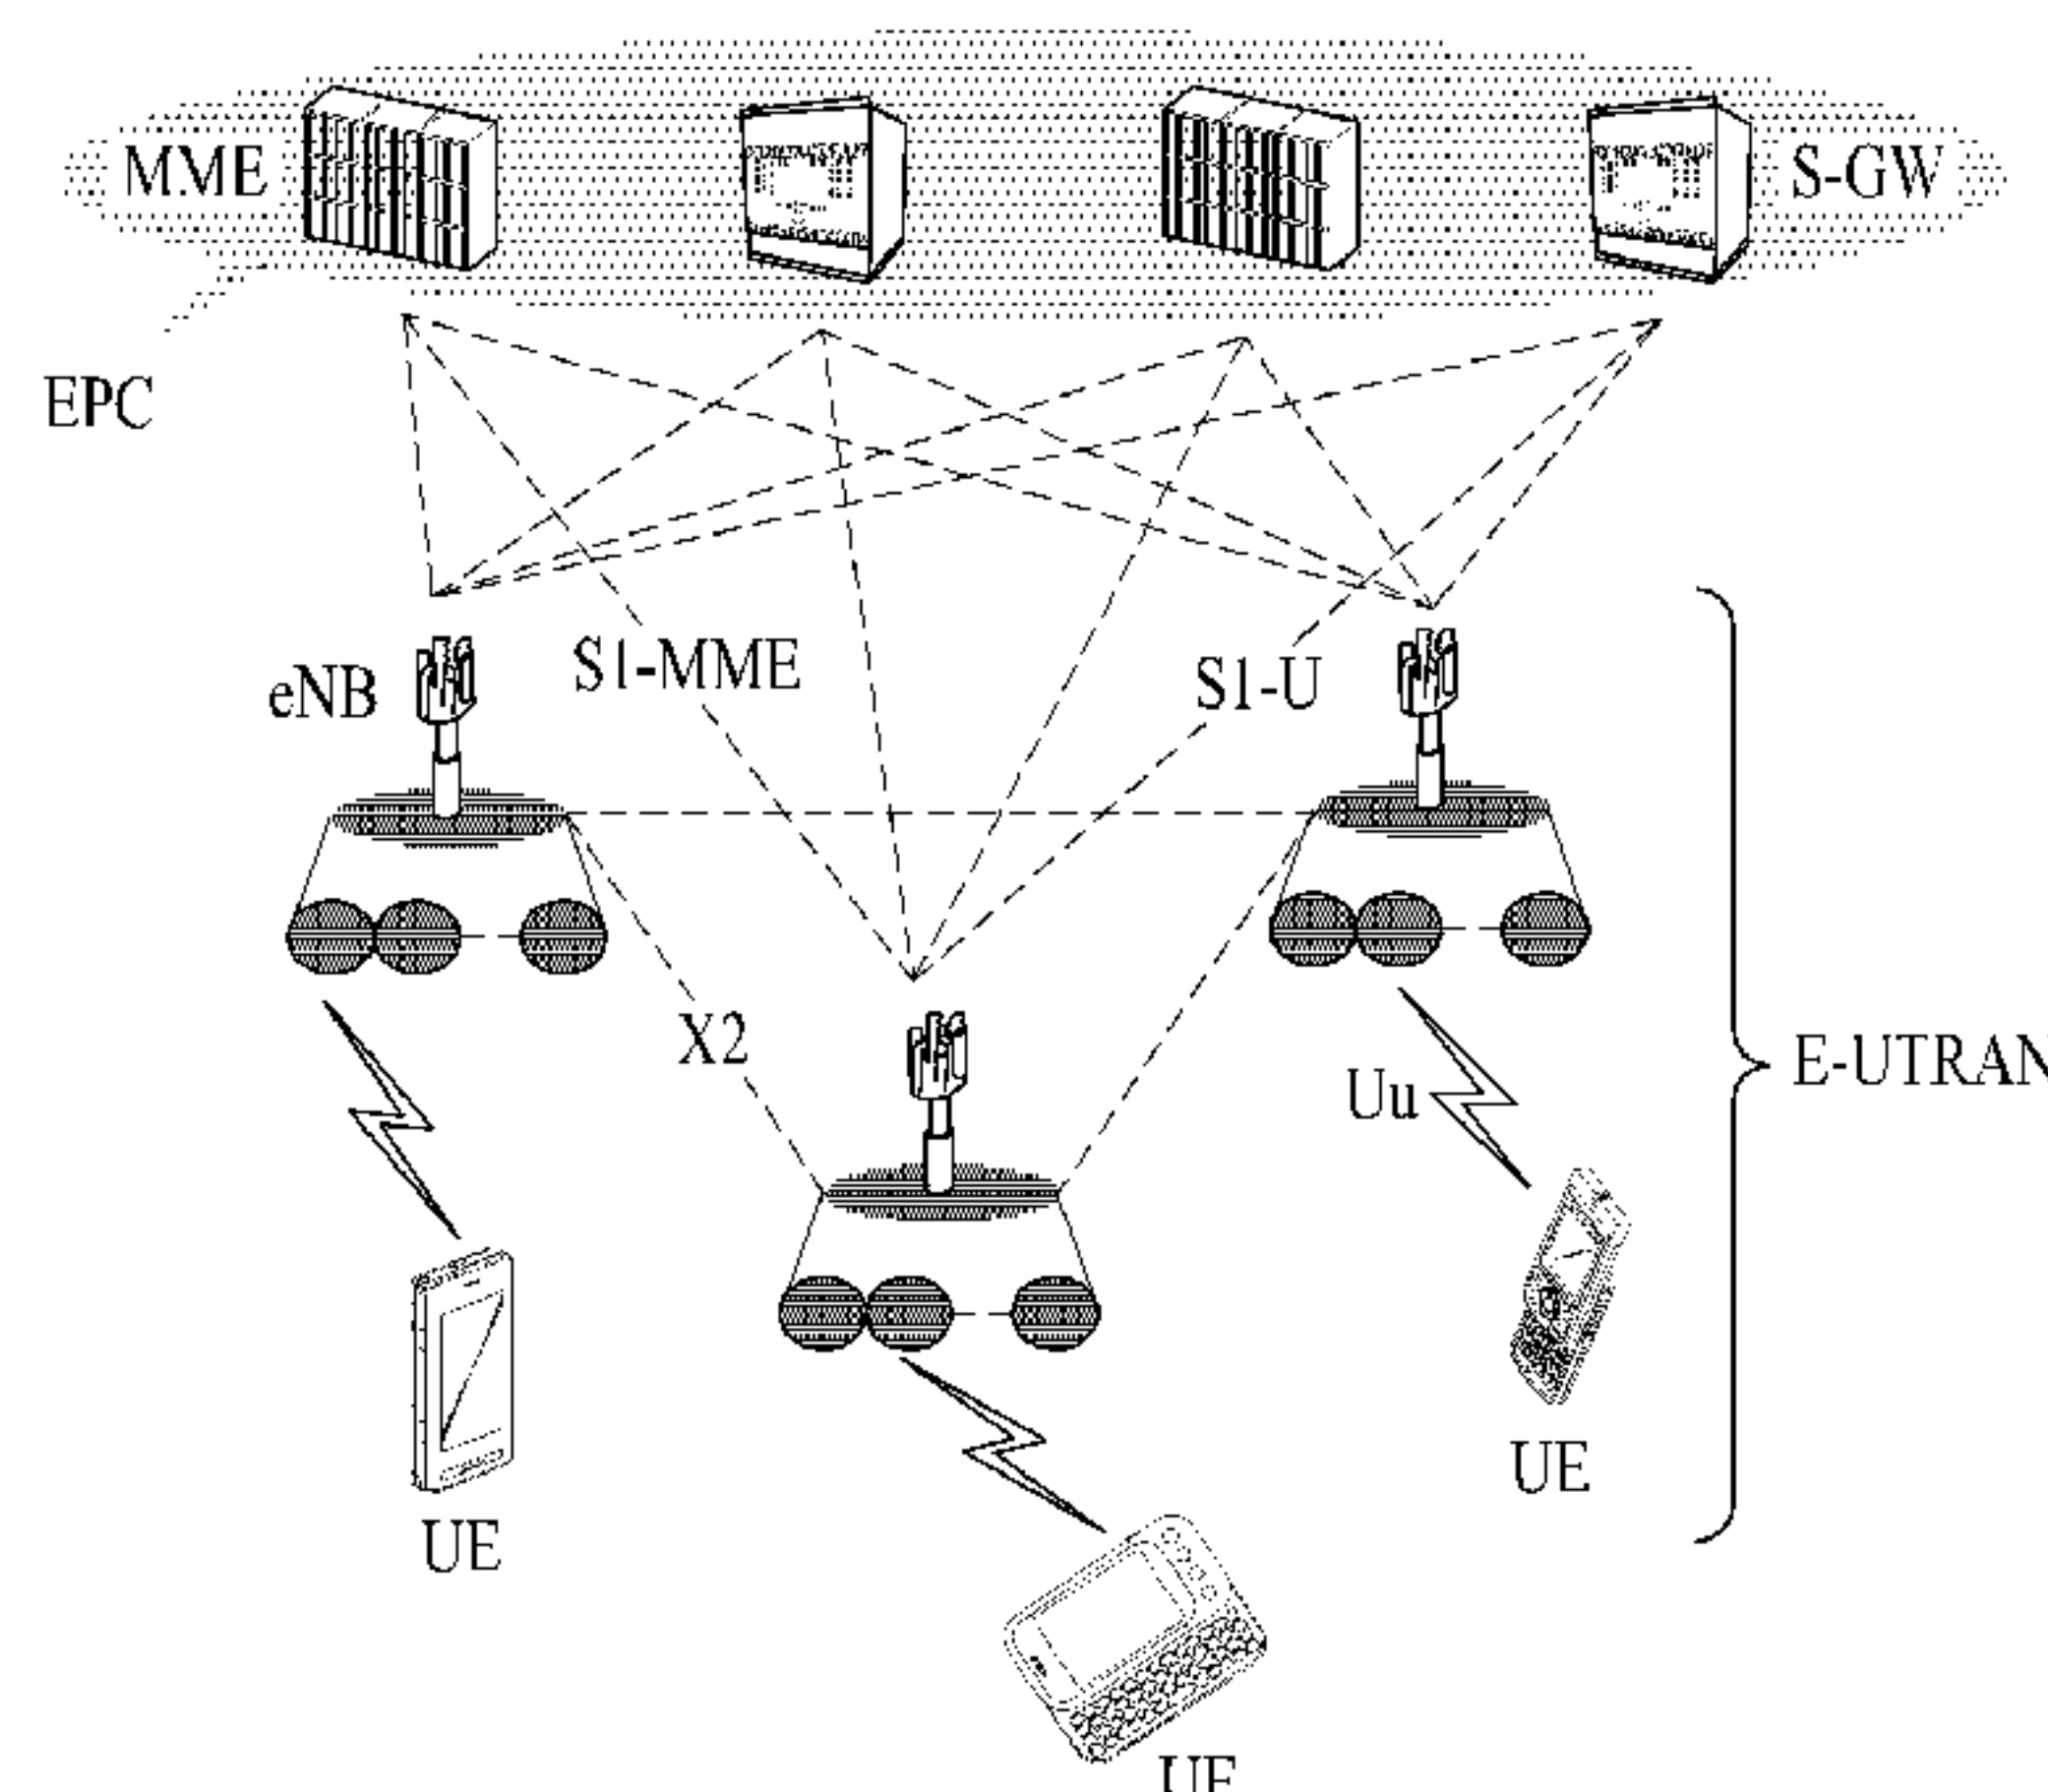 MME
S-GW
EPC
eNB
S1-MME
S1-U
X2
Uu
E-UTRAN
UE
UE
UE